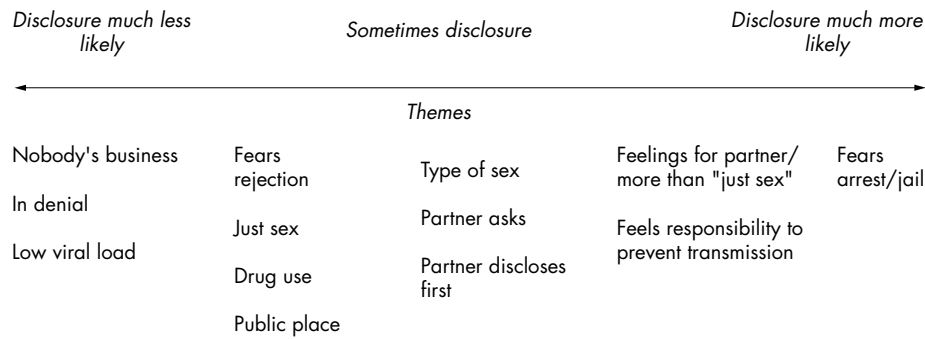 Disclosure much less
likely
Sometimes disclosure
Disclosure much more
likely
Themes
Nobody's business
In denial
Low viral load
Fears
rejection
Just sex
Drug use
Public place
Type of sex
Partner asks
Partner discloses
first
Feelings for partner/
more than "just sex"
Feels responsibility to
prevent transmission
Fears
arrest/jail